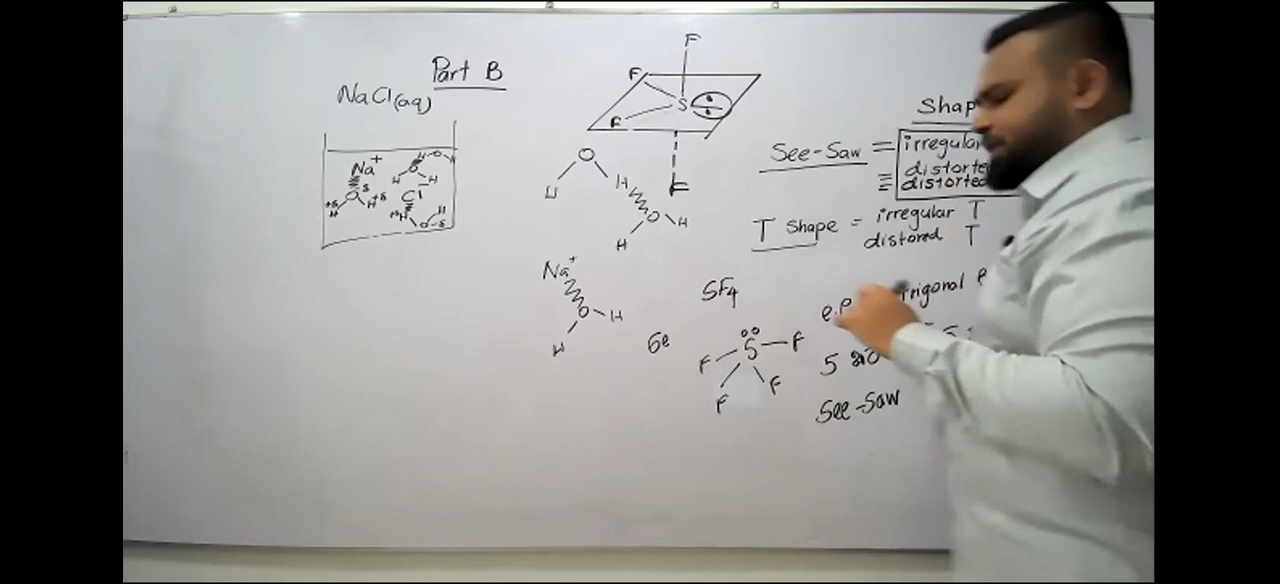 Part B
NaCl(aq)
Na+
δ
+δ
H
H+δ
H
O
H
O
H
H
Cl-
+H
O-δ
H
F
F
S
F
F
O
H
H
O
H
H
Na+
O
H
H
Shap
See-Saw = irregular
distorte
≡ distorted
T shape = irregular T
distored T
SF4
6e
S
F
F
F
F
e.p
trigonal
5
See-Saw